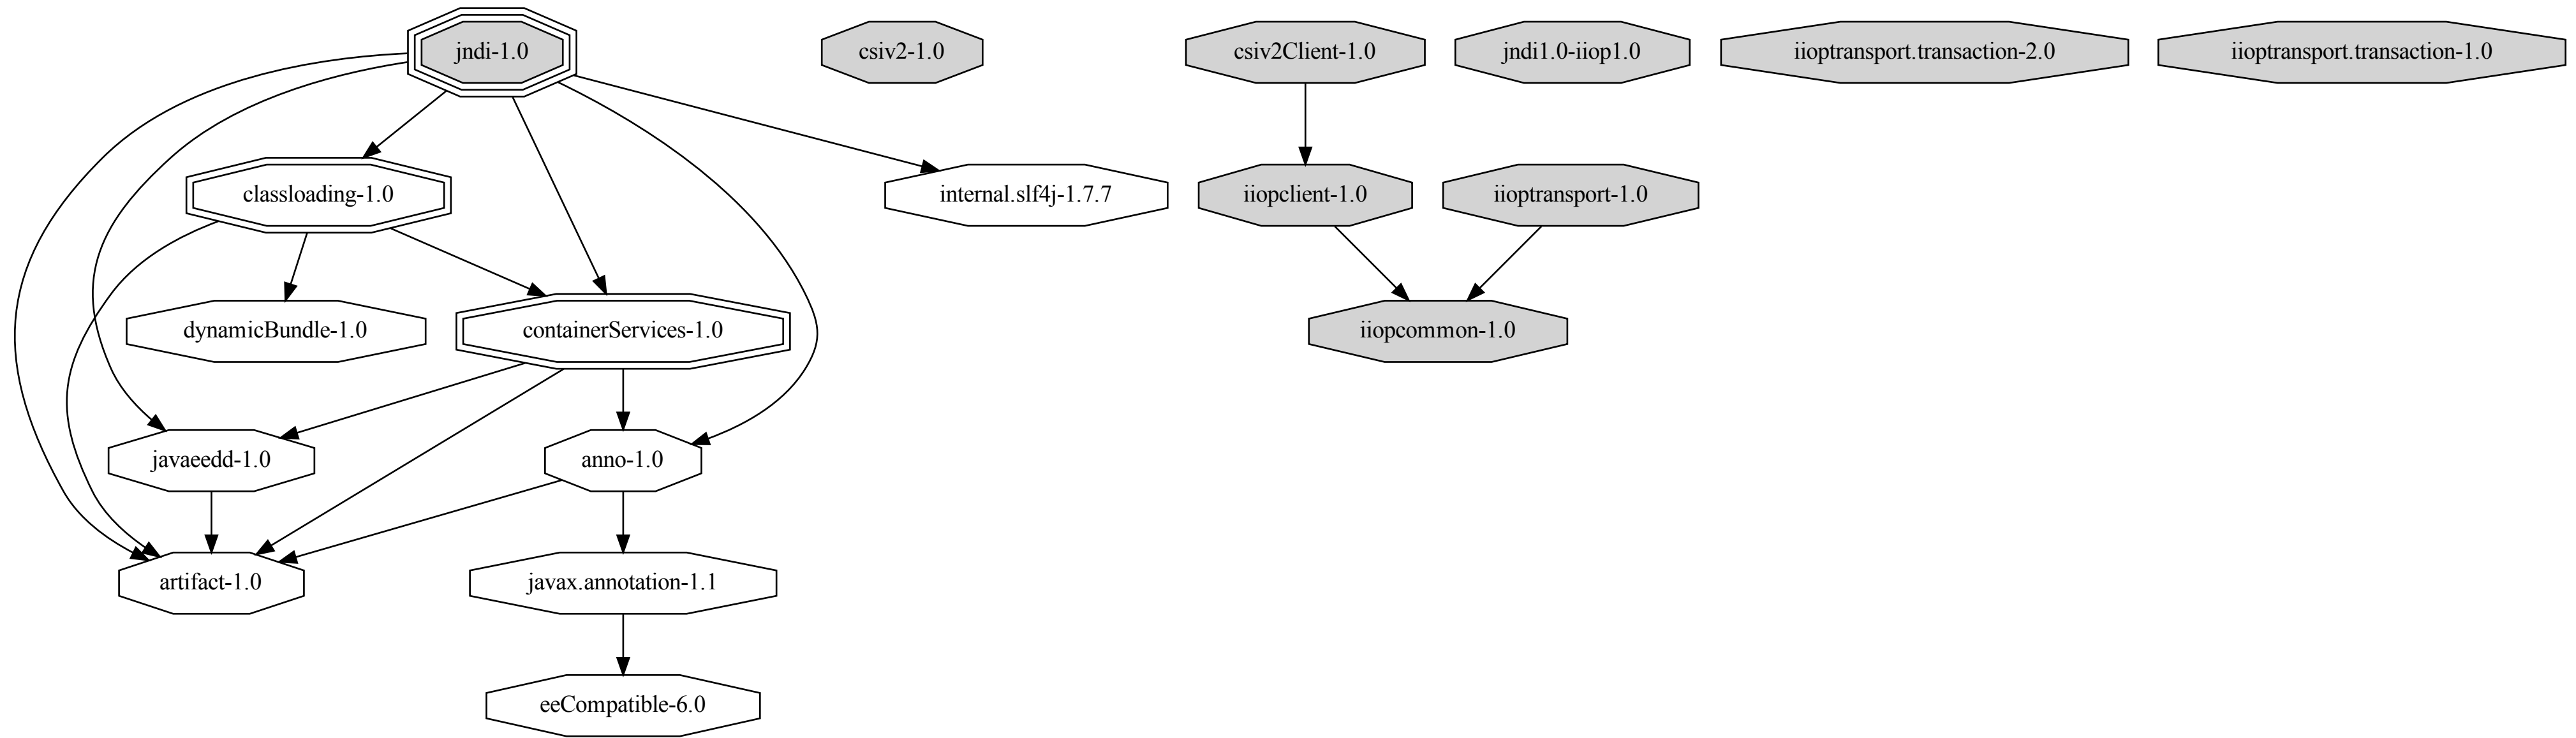 jndi-1.0
csiv2-1.0
csiv2Client-1.0
jndi1.0-iiop1.0
iioptransport.transaction-2.0
iioptransport.transaction-1.0
classloading-1.0
internal.slf4j-1.7.7
iiopclient-1.0
iioptransport-1.0
dynamicBundle-1.0
containerServices-1.0
iiopcommon-1.0
javaeedd-1.0
anno-1.0
artifact-1.0
javax.annotation-1.1
eeCompatible-6.0